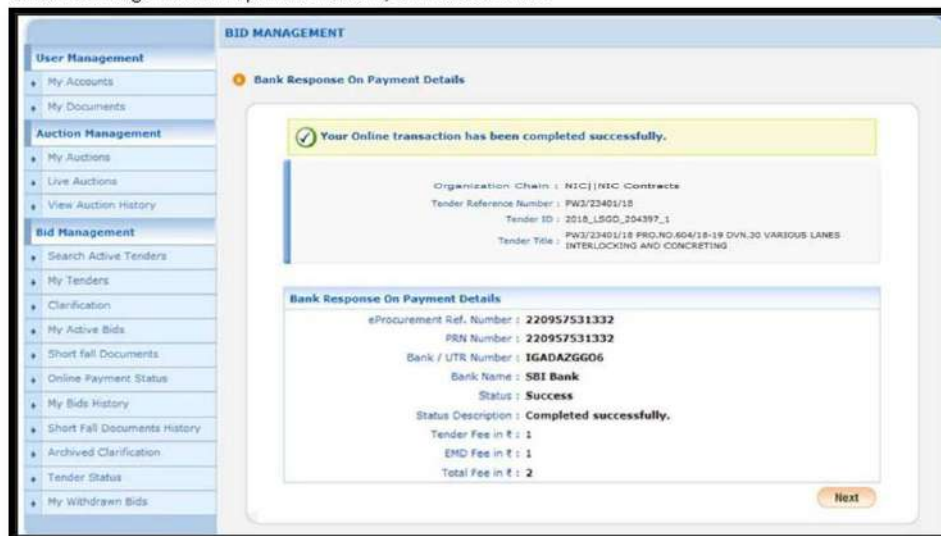 BID MANAGEMENT
User Management
My Accounts
My Documents
Auction Management
My Auctions
Live Auctions
View Auction History
Bid Management
Search Active Tenders
My Tenders
Clarification
My Active Bids
Short fall Documents
Online Payment Status
My Bids History
Short Fall Documents History
Archived Clarification
Tender Status
My Withdrawn Bids
Bank Response On Payment Details
Your Online transaction has been completed successfully.
Organization Chain : NIC||NIC Contracts
Tender Reference Number : PW3/23401/18
Tender ID : 2018_LSGD_204397_1
Tender Title : PW3/23401/18 PRO.NO.604/18-19 DVN.30 VARIOUS LANES
INTERLOCKING AND CONCRETING
Bank Response On Payment Details
eProcurement Ref. Number : 220957531332
PRN Number : 220957531332
Bank / UTR Number : IGADAZGGO6
Bank Name : SBI Bank
Status : Success
Status Description : Completed successfully.
Tender Fee in ₹ : 1
EMD Fee in ₹ : 1
Total Fee in ₹ : 2
Next